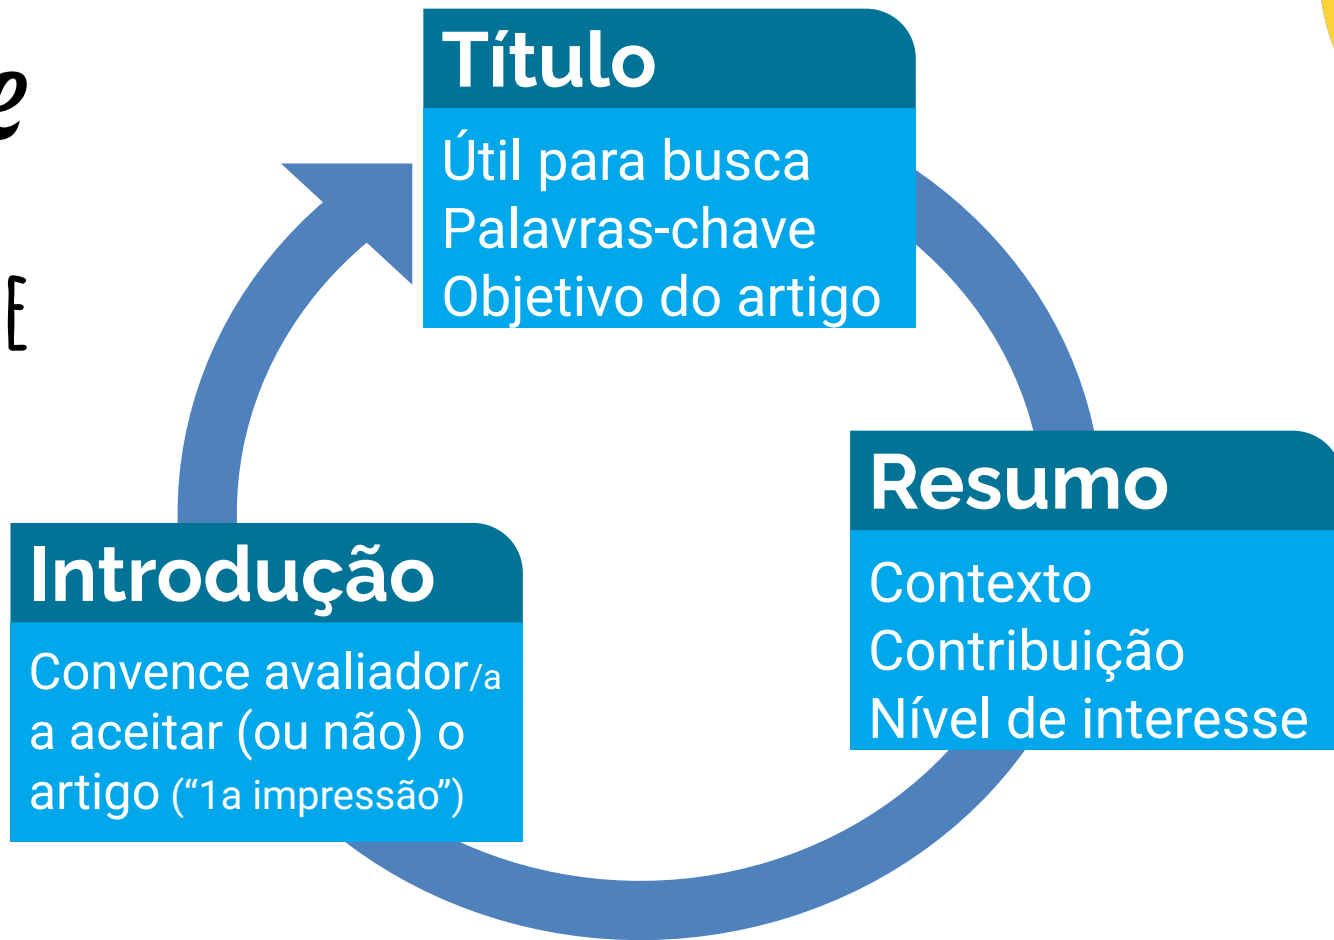 Título
Útil para busca
Palavras-chave
Objetivo do artigo
Resumo
Contexto
Contribuição
Nível de interesse
Introdução
Convence avaliador/a
a aceitar (ou não) o
artigo (“1a impressão”)